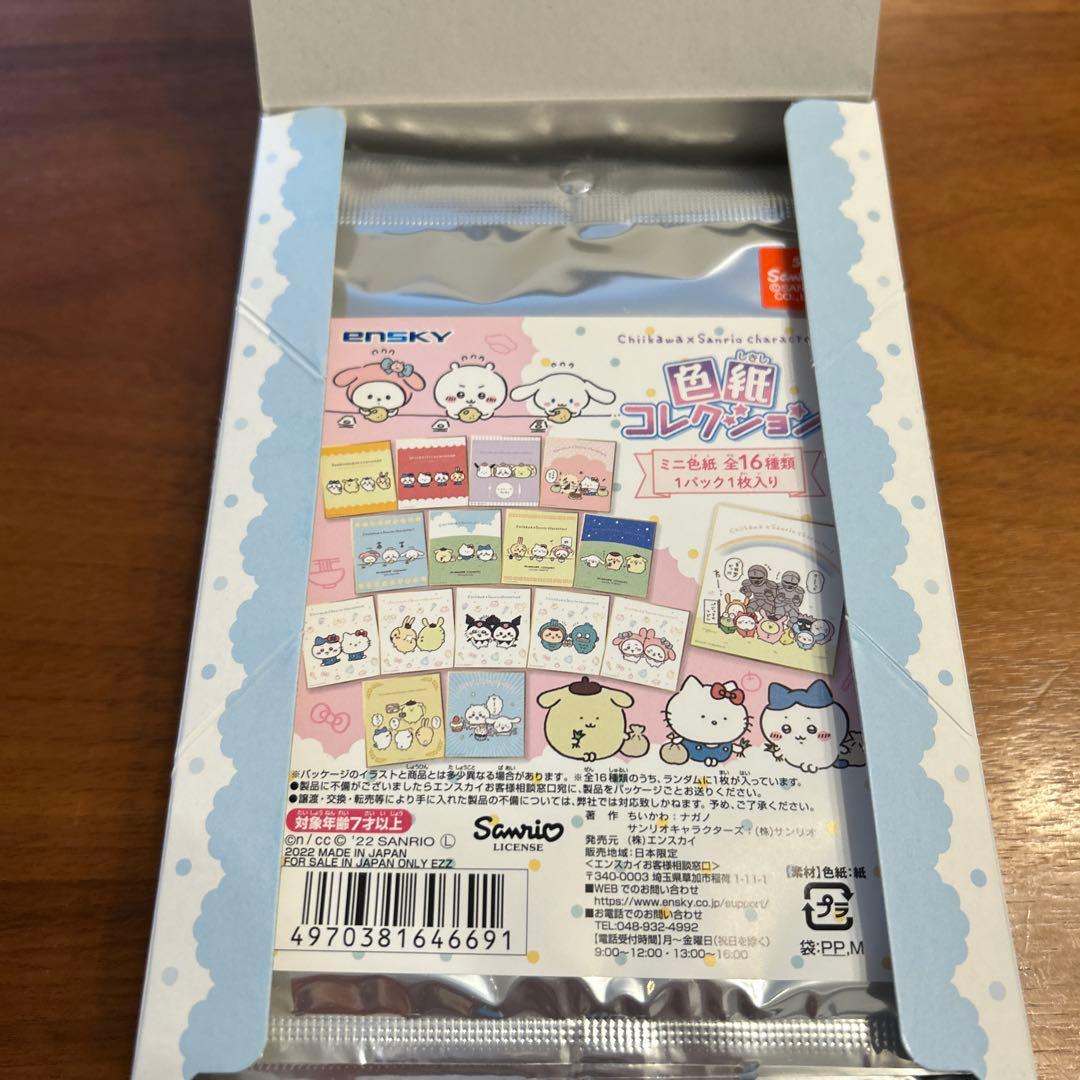 ensky
Chiikawa×Sanrio charact
しきし
色紙
コレクション
ミニ色紙 全16種類
1パック1枚入り
※パッケージのイラストと商品とは多少異なる場合があります。※全16種類のうち、ランダムに1枚が入っています。
●製品に不備がございましたらエンスカイお客様相談窓口宛に、製品をパッケージごとお送りください。
●譲渡・交換・転売等により手に入れた製品の不備については、弊社では対応致しかねます。予め、ご了承ください。
対象年齢7才以上
©n/cc© '22 SANRIO Ⓛ
2022 MADE IN JAPAN
FOR SALE IN JAPAN ONLY EZZ
4970381646691
Sanrio
LICENSE
著 作 ちいかわ:ナガノ
サンリオキャラクターズ:(株)サンリオ
発売元 (株)エンスカイ
販売地域:日本限定
<エンスカイお客様相談窓口>
〒340-0003 埼玉県草加市稲荷1-11-1
■WEBでのお問い合わせ
https://www.ensky.co.jp/support/
■お電話でのお問い合わせ
TEL:048-932-4992
[電話受付時間]月~金曜日(祝日を除く)
9:00~12:00・13:00~16:00
【素材】色紙:紙
プラ
袋:PP,M